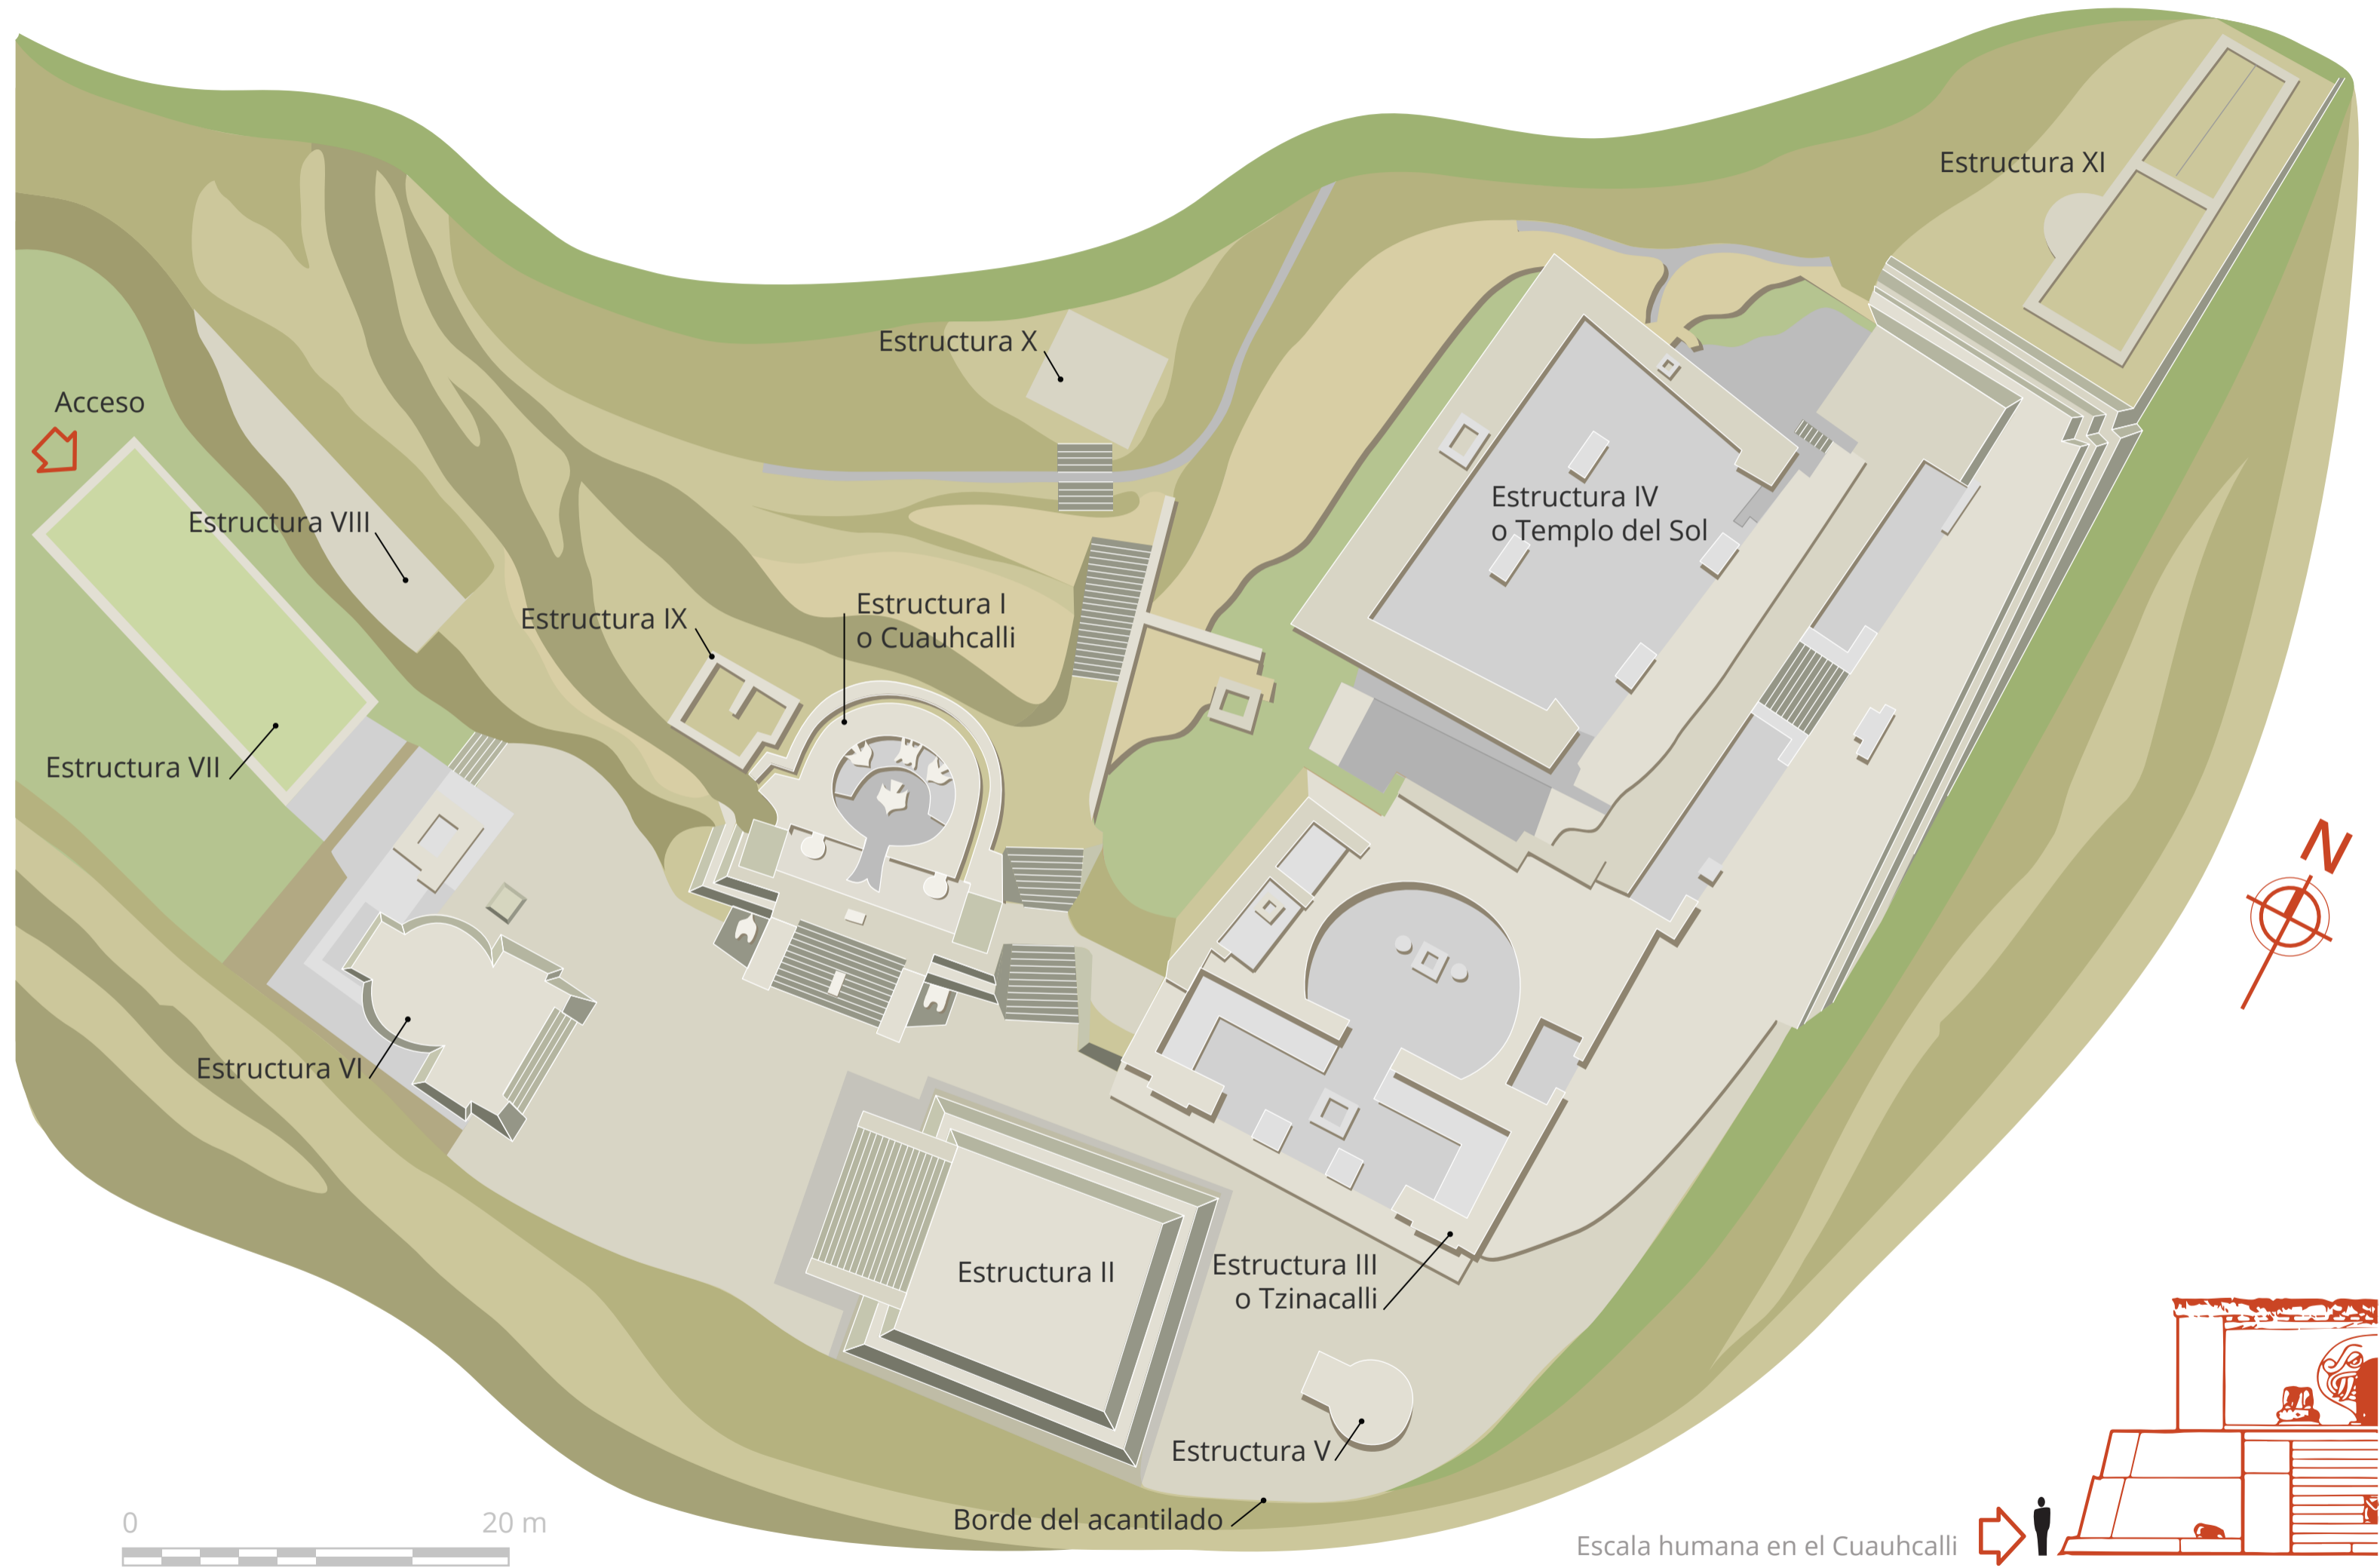 Estructura XI
Estructura X
Acceso
Estructura IV
o Templo del Sol
Estructura VIII
Estructura I
o Cuauhcalli
Estructura IX
Estructura VII
N
Estructura VI
Estructura II
Estructura III
o Tzinacalli
Estructura V
Borde del acantilado
0 20 m
Escala humana en el Cuauhcalli